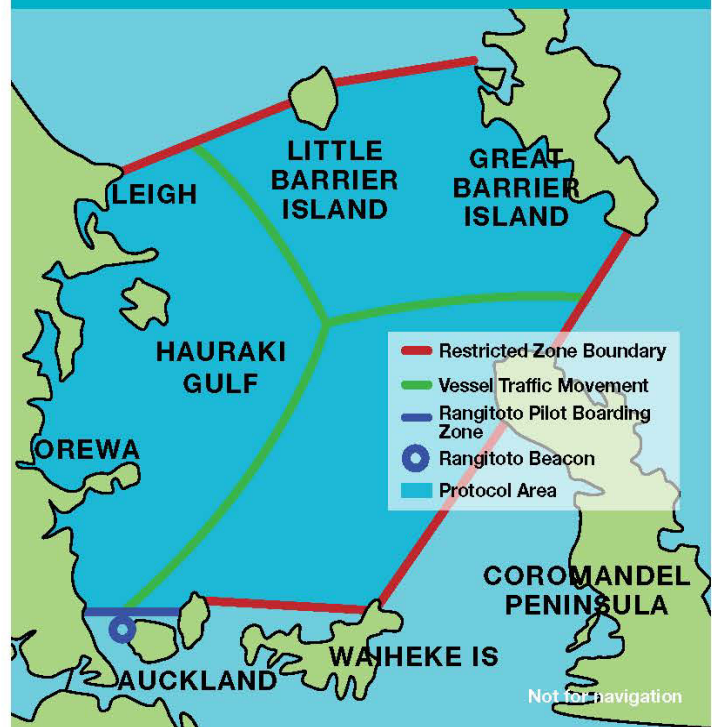 LITTLE
BARRIER
ISLAND
GREAT
BARRIER
ISLAND
LEIGH
HAURAKI
GULF
Restricted Zone Boundary
Vessel Traffic Movement
Rangitoto Pilot Boarding
Zone
Rangitoto Beacon
Protocol Area
OREWA
COROMANDEL
PENINSULA
WAIHEKE IS
AUCKLAND
Not for navigation